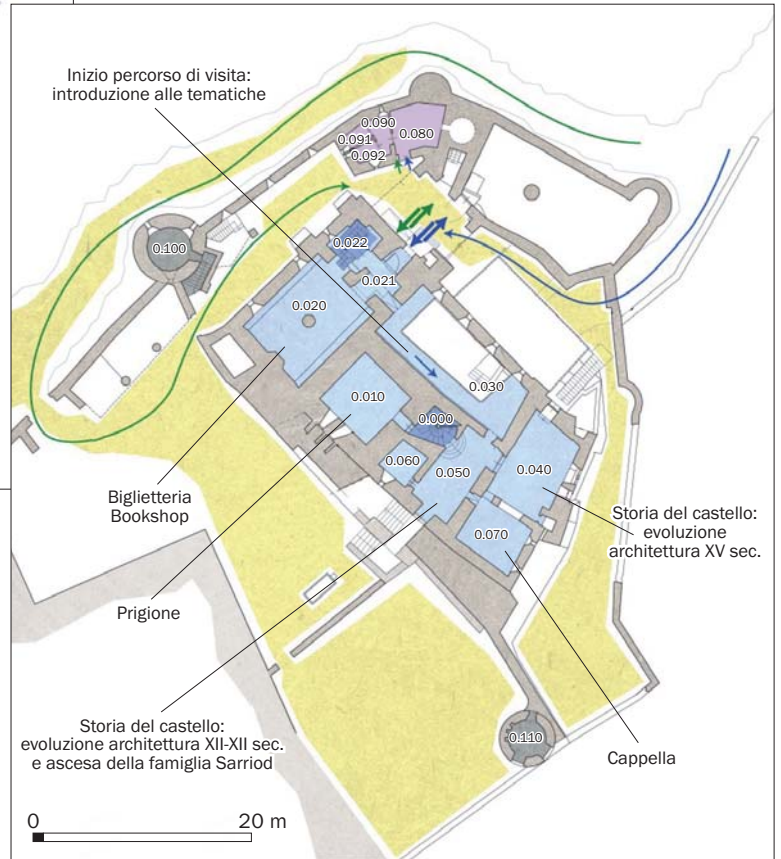 Inizio percorso di visita:
introduzione alle tematiche
0.090
0.080
0.091
0.092
0.100
0.022
0.021
0.020
0.030
0.010
0.000
0.060
0.050
0.040
0.070
Biglietteria
Bookshop
Storia del castello:
evoluzione
architettura XV sec.
Prigione
Storia del castello:
evoluzione architettura XII-XII sec.
e ascesa della famiglia Sarriod
0.110
Cappella
0
20 m